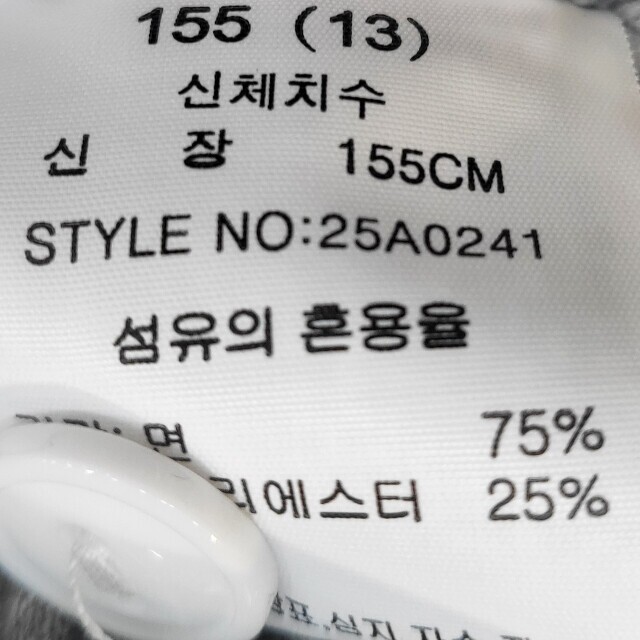 155 (13)
신체치수
신 장 155CM
STYLE NO:25A0241
섬유의 혼용율
면 75%
리에스터 25%